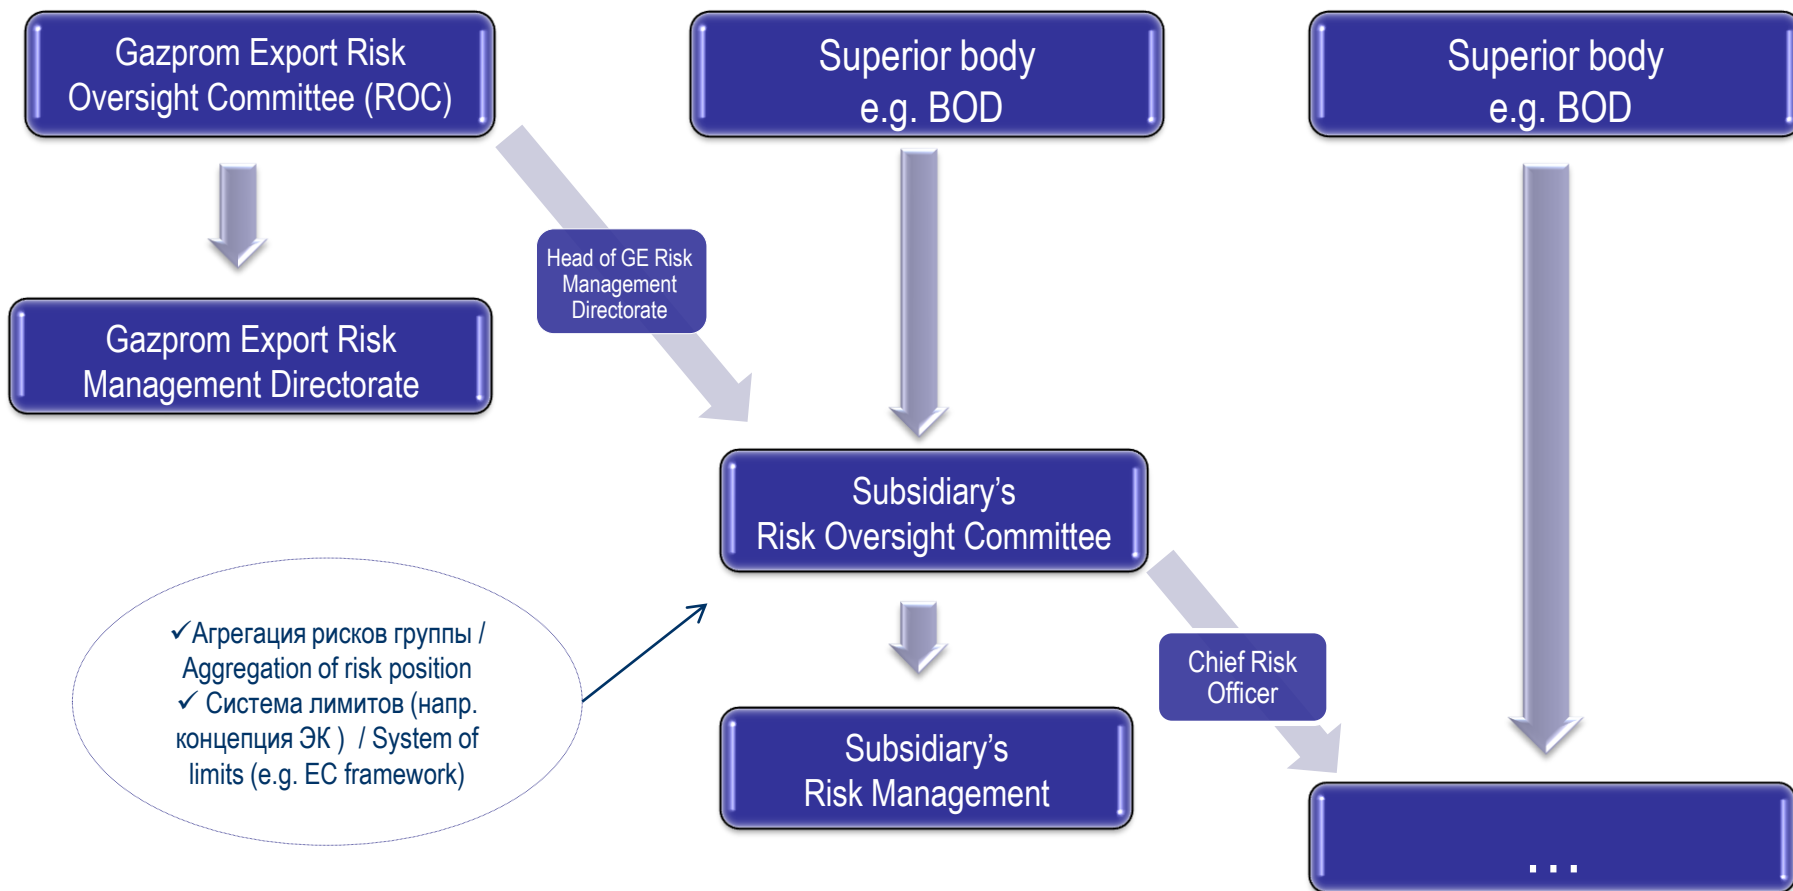 Gazprom Export Risk
Oversight Committee (ROC)
Superior body
e.g. BOD
Superior body
e.g. BOD
Head of GE Risk
Management
Directorate
Gazprom Export Risk
Management Directorate
Subsidiary’s
Risk Oversight Committee
✓Агрегация рисков группы /
Aggregation of risk position
✓ Система лимитов (напр.
концепция ЭК ) / System of
limits (e.g. EC framework)
Chief Risk
Officer
Subsidiary’s
Risk Management
...